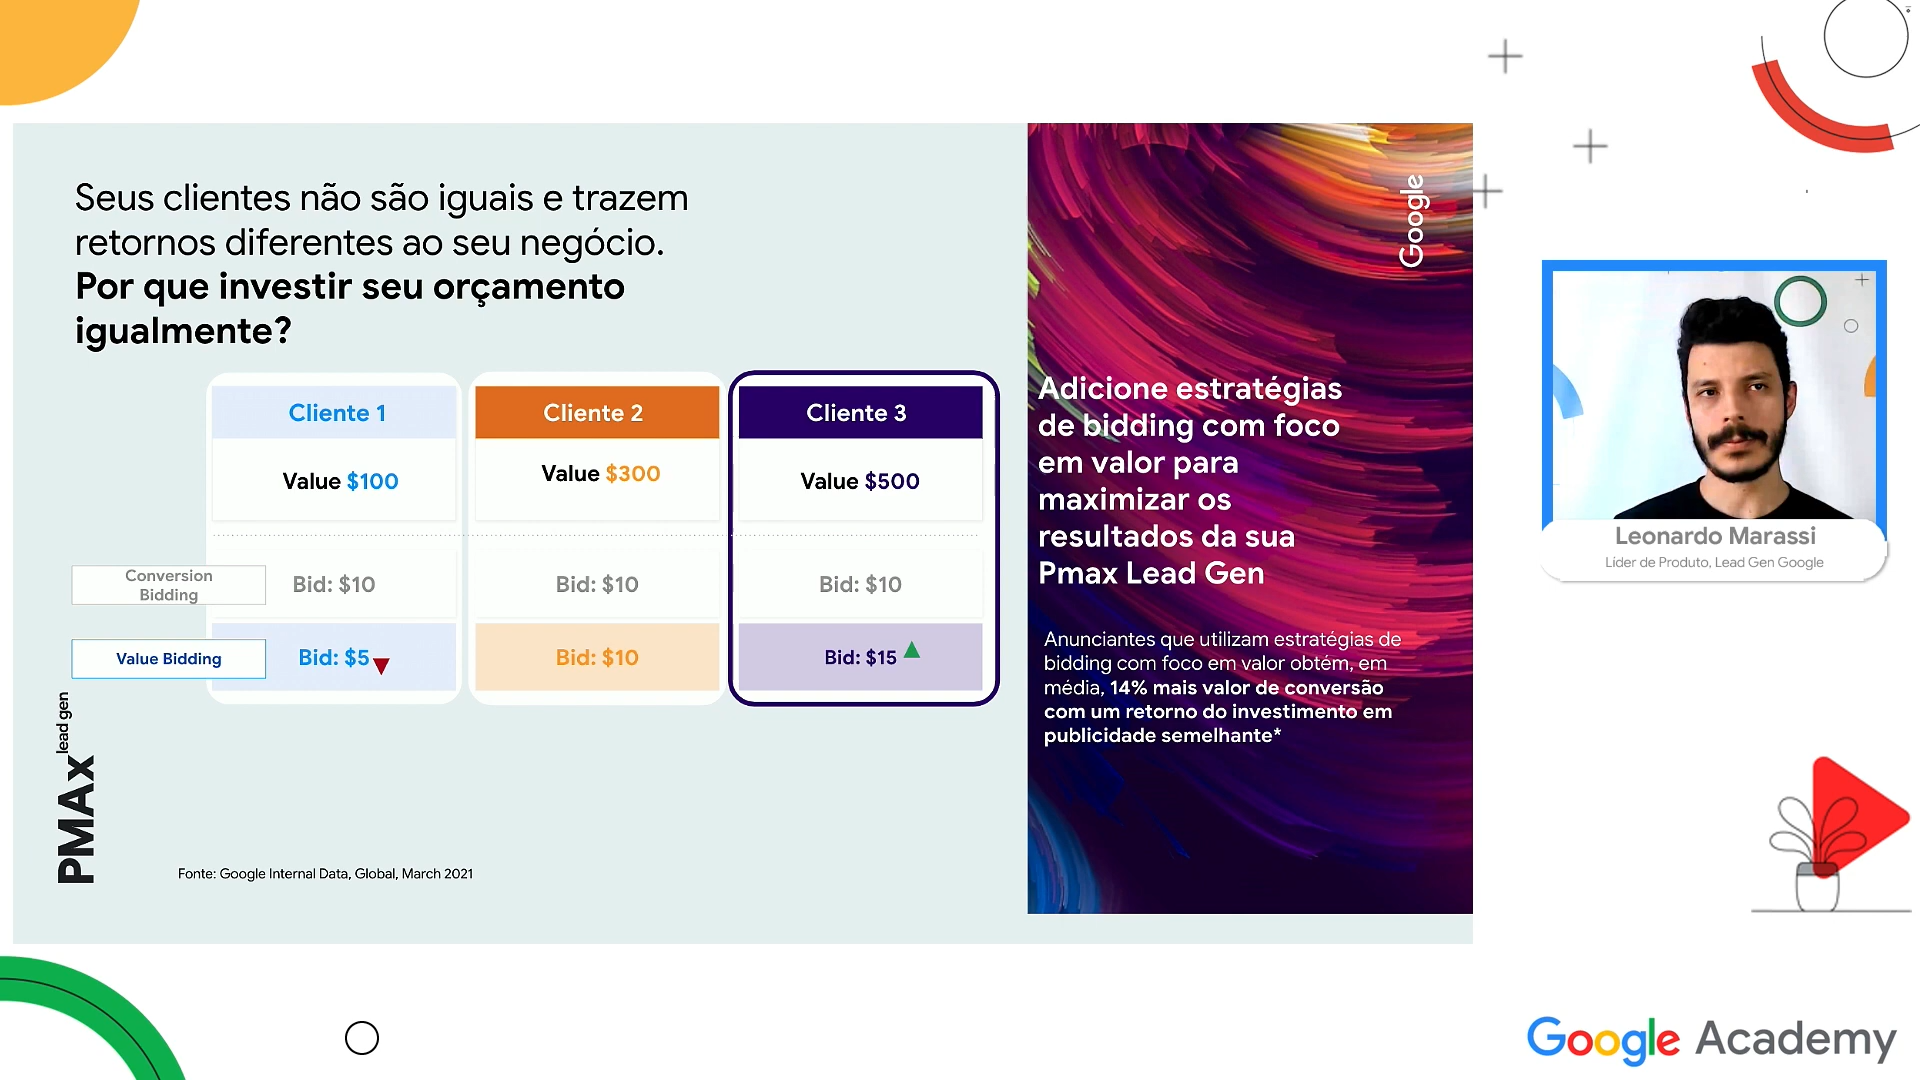 Seus clientes não são iguais e trazem
retornos diferentes ao seu negócio.
Por que investir seu orçamento
igualmente?
Cliente 1
Cliente 2
Cliente 3
Value $100
Value $300
Value $500
Conversion
Bidding
Bid: $10
Bid: $10
Bid: $10
Value Bidding
Bid: $5
Bid: $10
Bid: $15
PMAx lead gen
Fonte: Google Internal Data, Global, March 2021
Google
Adicione estratégias
de bidding com foco
em valor para
maximizar os
resultados da sua
Pmax Lead Gen
Anunciantes que utilizam estratégias de
bidding com foco em valor obtém, em
média, 14% mais valor de conversão
com um retorno do investimento em
publicidade semelhante*
Leonardo Marassi
Líder de Produto, Lead Gen Google
Google Academy